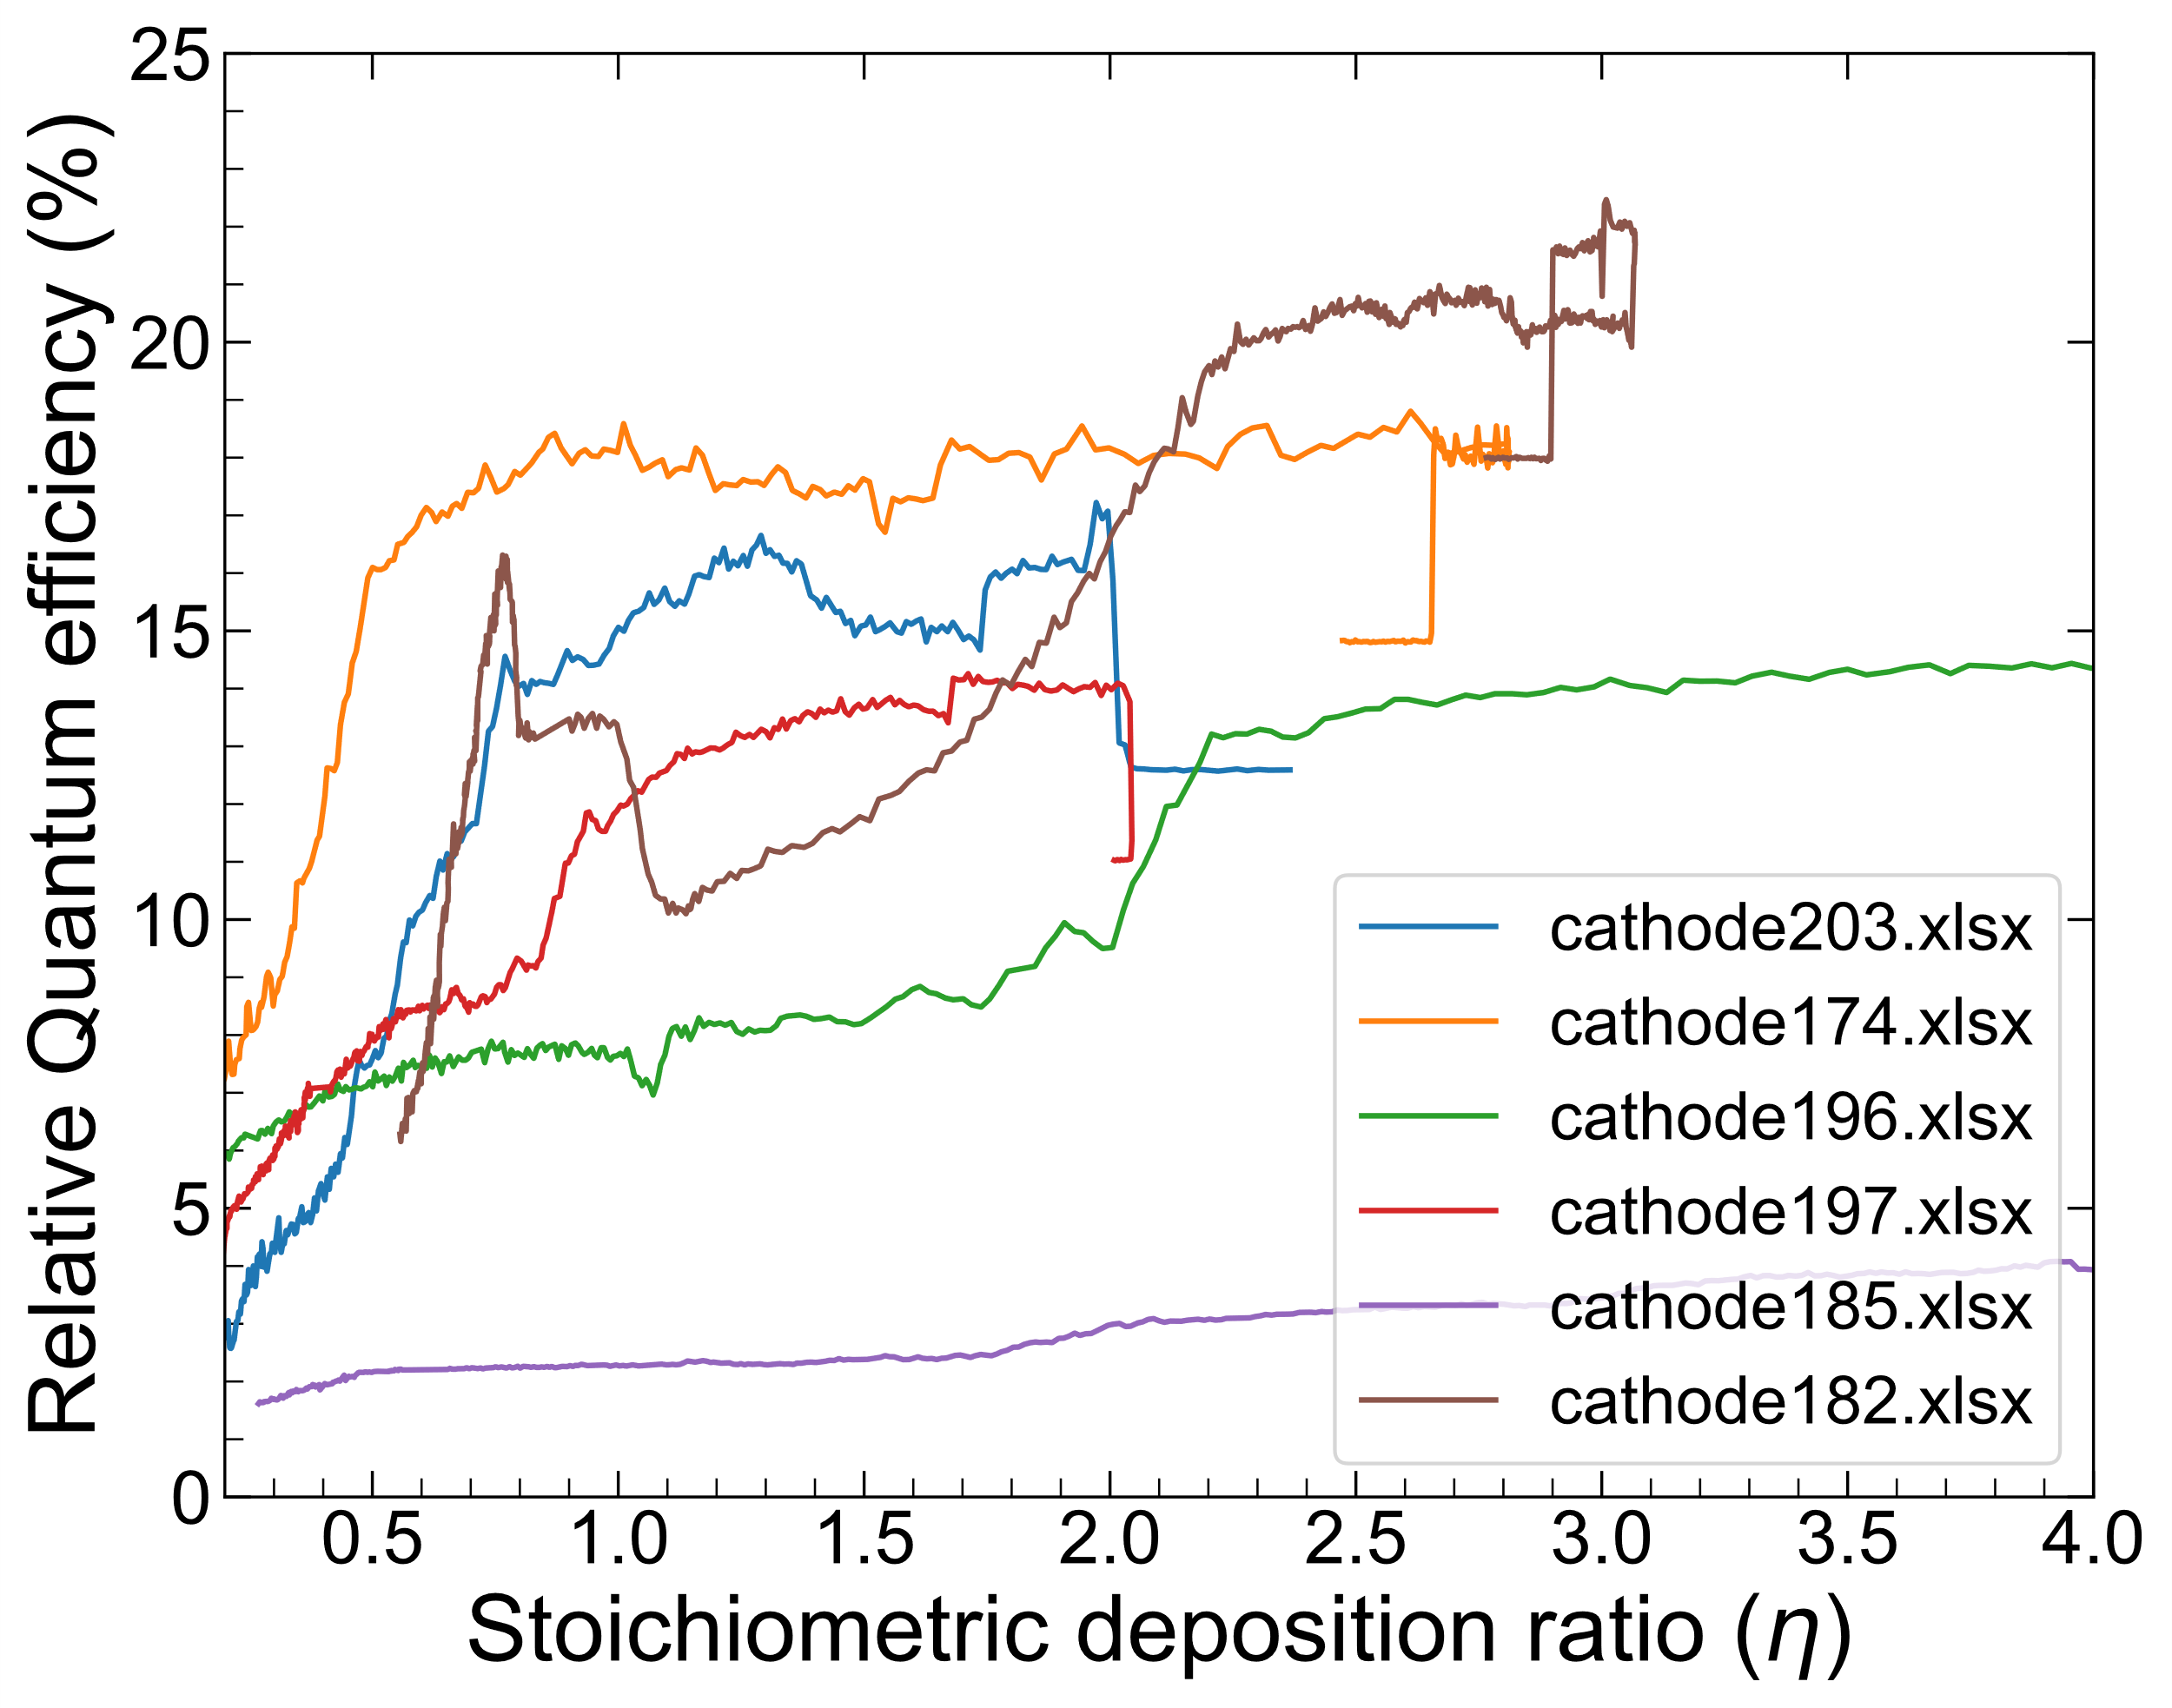 25
20
15
10
5
0
Relative Quantum efficiency (%)
cathode203.xlsx
cathode174.xlsx
cathode196.xlsx
cathode197.xlsx
cathode185.xlsx
cathode182.xlsx
0.5 1.0 1.5 2.0 2.5 3.0 3.5 4.0
Stoichiometric deposition ratio (η)